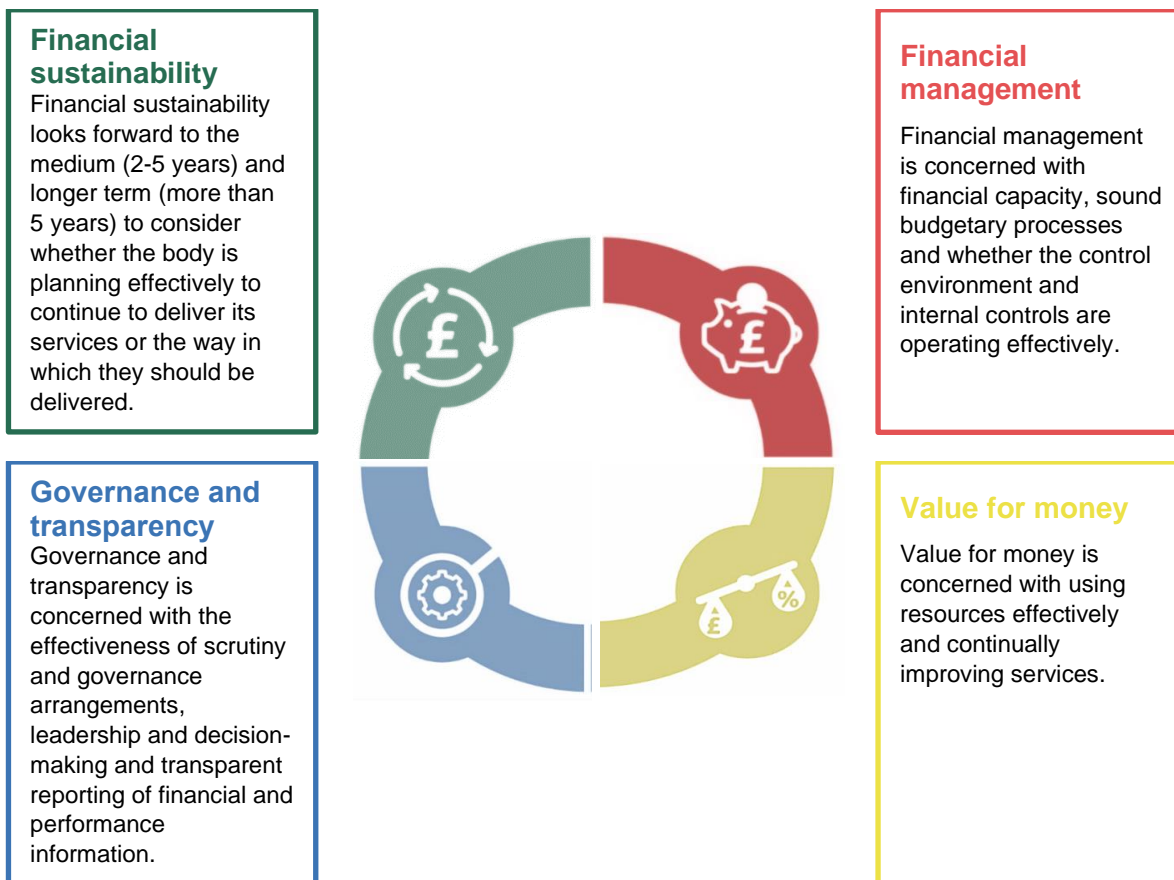 Financial
sustainability
Financial sustainability
looks forward to the
medium (2-5 years) and
longer term (more than
5 years) to consider
whether the body is
planning effectively to
continue to deliver its
services or the way in
which they should be
delivered.
Financial
management
Financial management
is concerned with
financial capacity, sound
budgetary processes
and whether the control
environment and
internal controls are
operating effectively.
£
£
Governance and
transparency
Governance and
transparency is
concerned with the
effectiveness of scrutiny
and governance
arrangements,
leadership and decision-
making and transparent
reporting of financial and
performance
information.
£
%
Value for money
Value for money is
concerned with using
resources effectively
and continually
improving services.